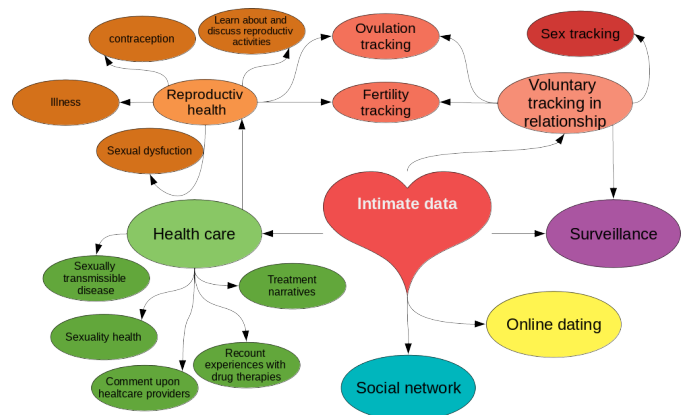 Learn about and
discuss reproductiv
activities
contraception
Ovulation
tracking
Sex tracking
Illness
Reproductiv
health
Fertility
tracking
Voluntary
tracking in
relationship
Sexual dysfuction
Intimate data
Health care
Surveillance
Sexually
transmissible
disease
Treatment
narratives
Sexuality health
Online dating
Recount
experiences with
drug therapies
Comment upon
healtcare providers
Social network